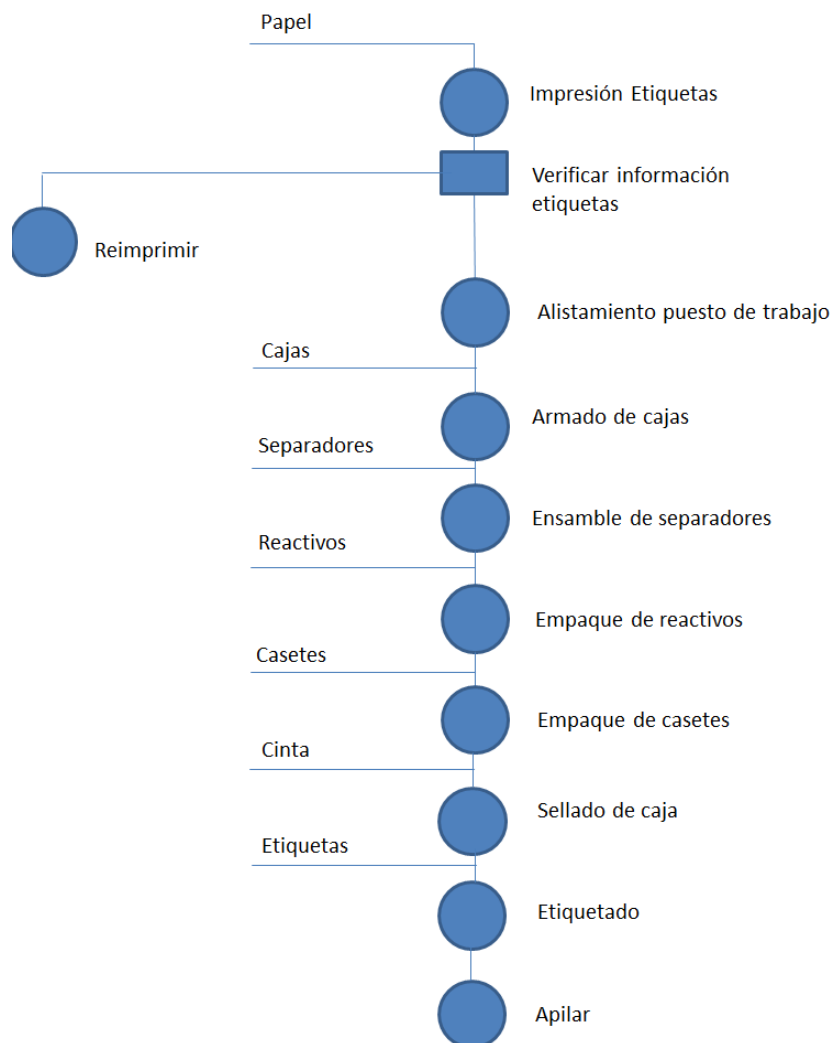 Papel
Impresión Etiquetas
Verificar información
etiquetas
Reimprimir
Alistamiento puesto de trabajo
Cajas
Armado de cajas
Separadores
Ensamble de separadores
Reactivos
Empaque de reactivos
Casetes
Empaque de casetes
Cinta
Sellado de caja
Etiquetas
Etiquetado
Apilar